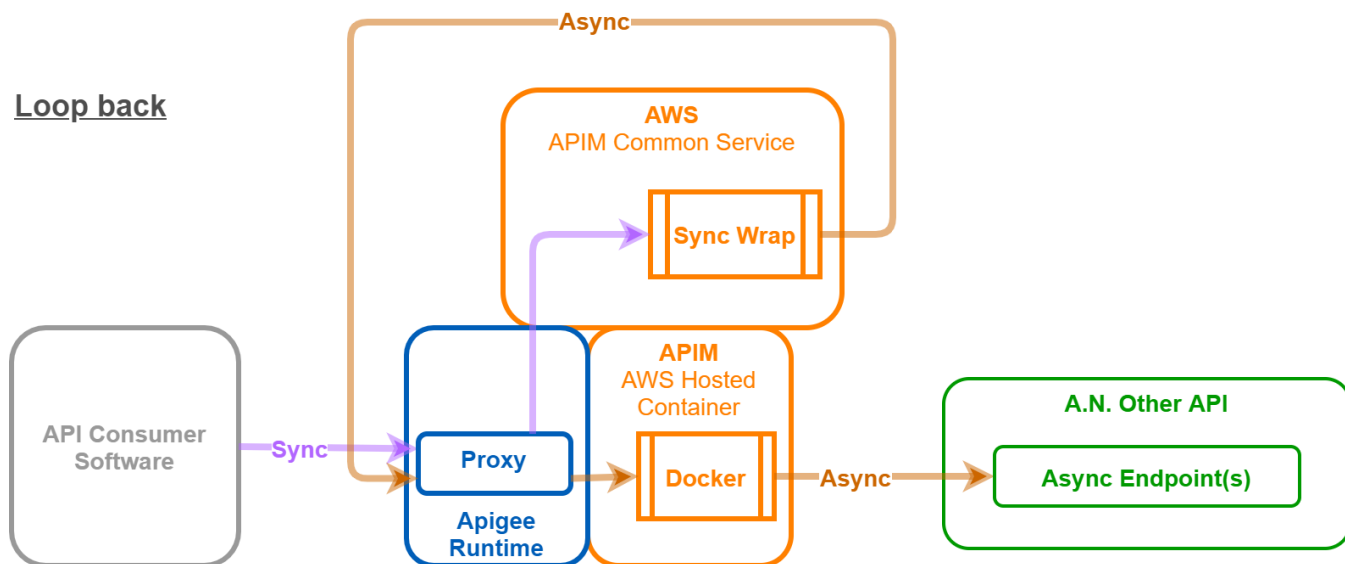 Async
Loop back
AWS
APIM Common Service
Sync Wrap
API Consumer
Software
Sync
Proxy
Apigee
Runtime
APIM
AWS Hosted
Container
Docker
Async
A.N. Other API
Async Endpoint(s)